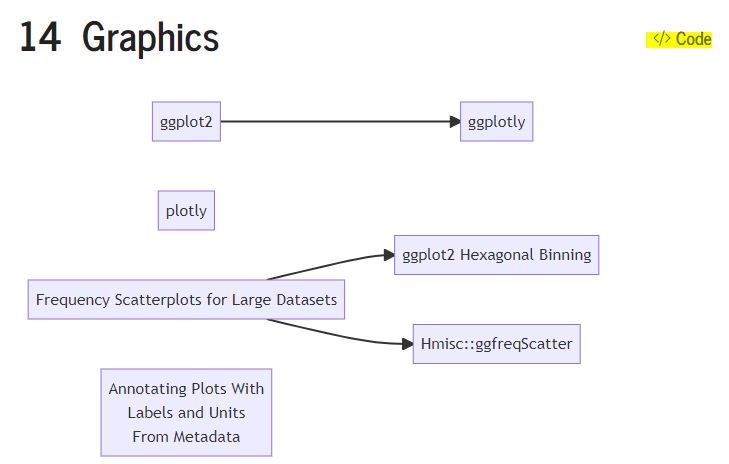 14 Graphics
</> Code
ggplot2
ggplotly
plotly
ggplot2 Hexagonal Binning
Frequency Scatterplots for Large Datasets
Hmisc::ggfreqScatter
Annotating Plots With
Labels and Units
From Metadata